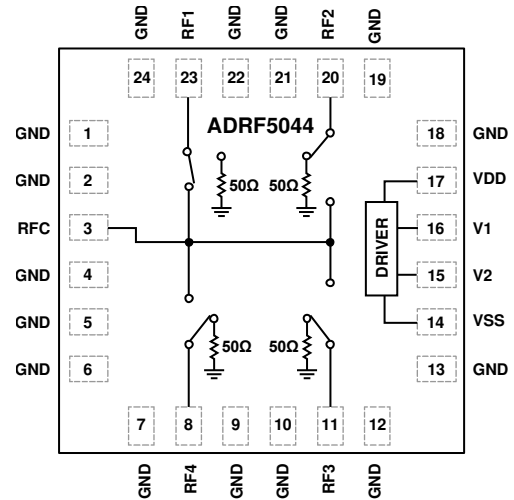 GND RF1 GND GND RF2 GND
24 23 22 21 20 19
ADRF5044
GND 1
GND 2
RFC 3
GND 4
GND 5
GND 6
18 GND
17 VDD
16 V1
15 V2
14 VSS
13 GND
DRIVER
50Ω 50Ω
50Ω 50Ω
7 8 9 10 11 12
GND RF4 GND GND RF3 GND